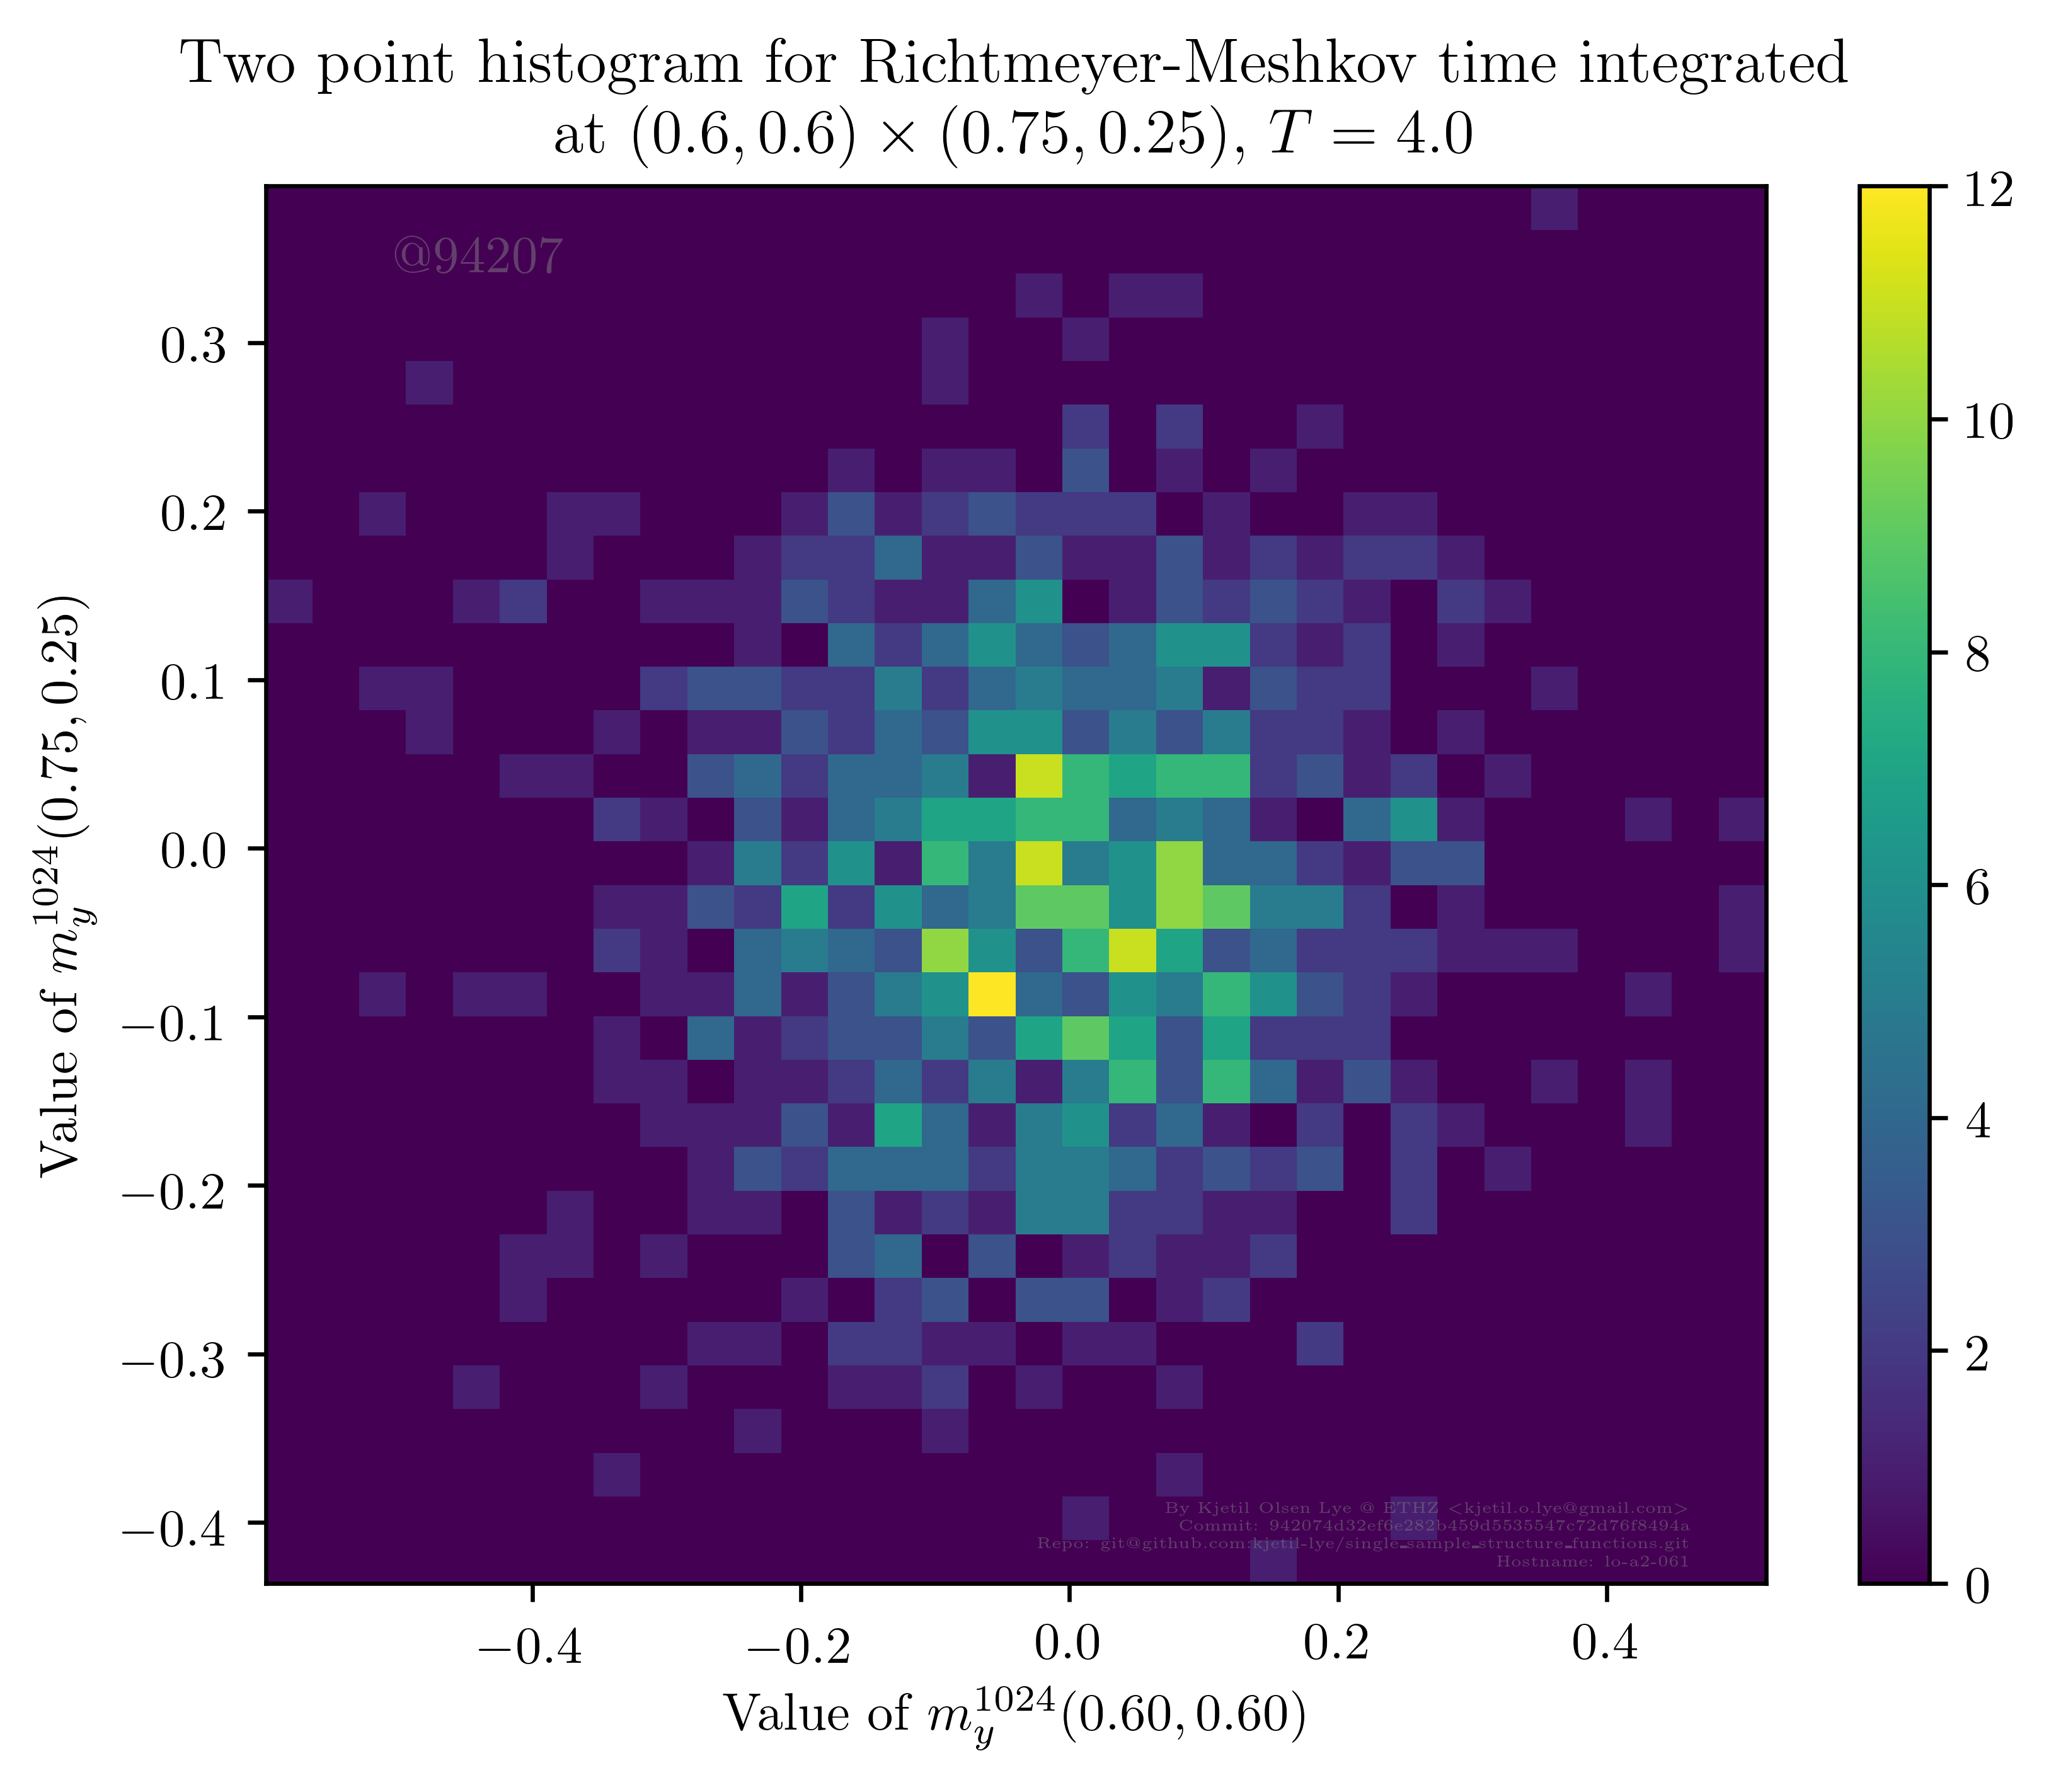 Two point histogram for Richtmeyer-Meshkov time integrated
at (0.6, 0.6) × (0.75, 0.25), T = 4.0
@94207
12
10
8
6
4
2
0
0.3
0.2
0.1
0.0
−0.1
−0.2
−0.3
−0.4
Value of m_y^1024(0.75, 0.25)
By Kjetil Olsen Lye @ ETHZ <kjetil.o.lye@gmail.com>
Commit: 942074d32ef6e282b459d5535547c72d76f8494a
Repo: git@github.com:kjetil-lye/single_sample_structure_functions.git
Hostname: lo-a2-061
−0.4 −0.2 0.0 0.2 0.4
Value of m_y^1024(0.60, 0.60)